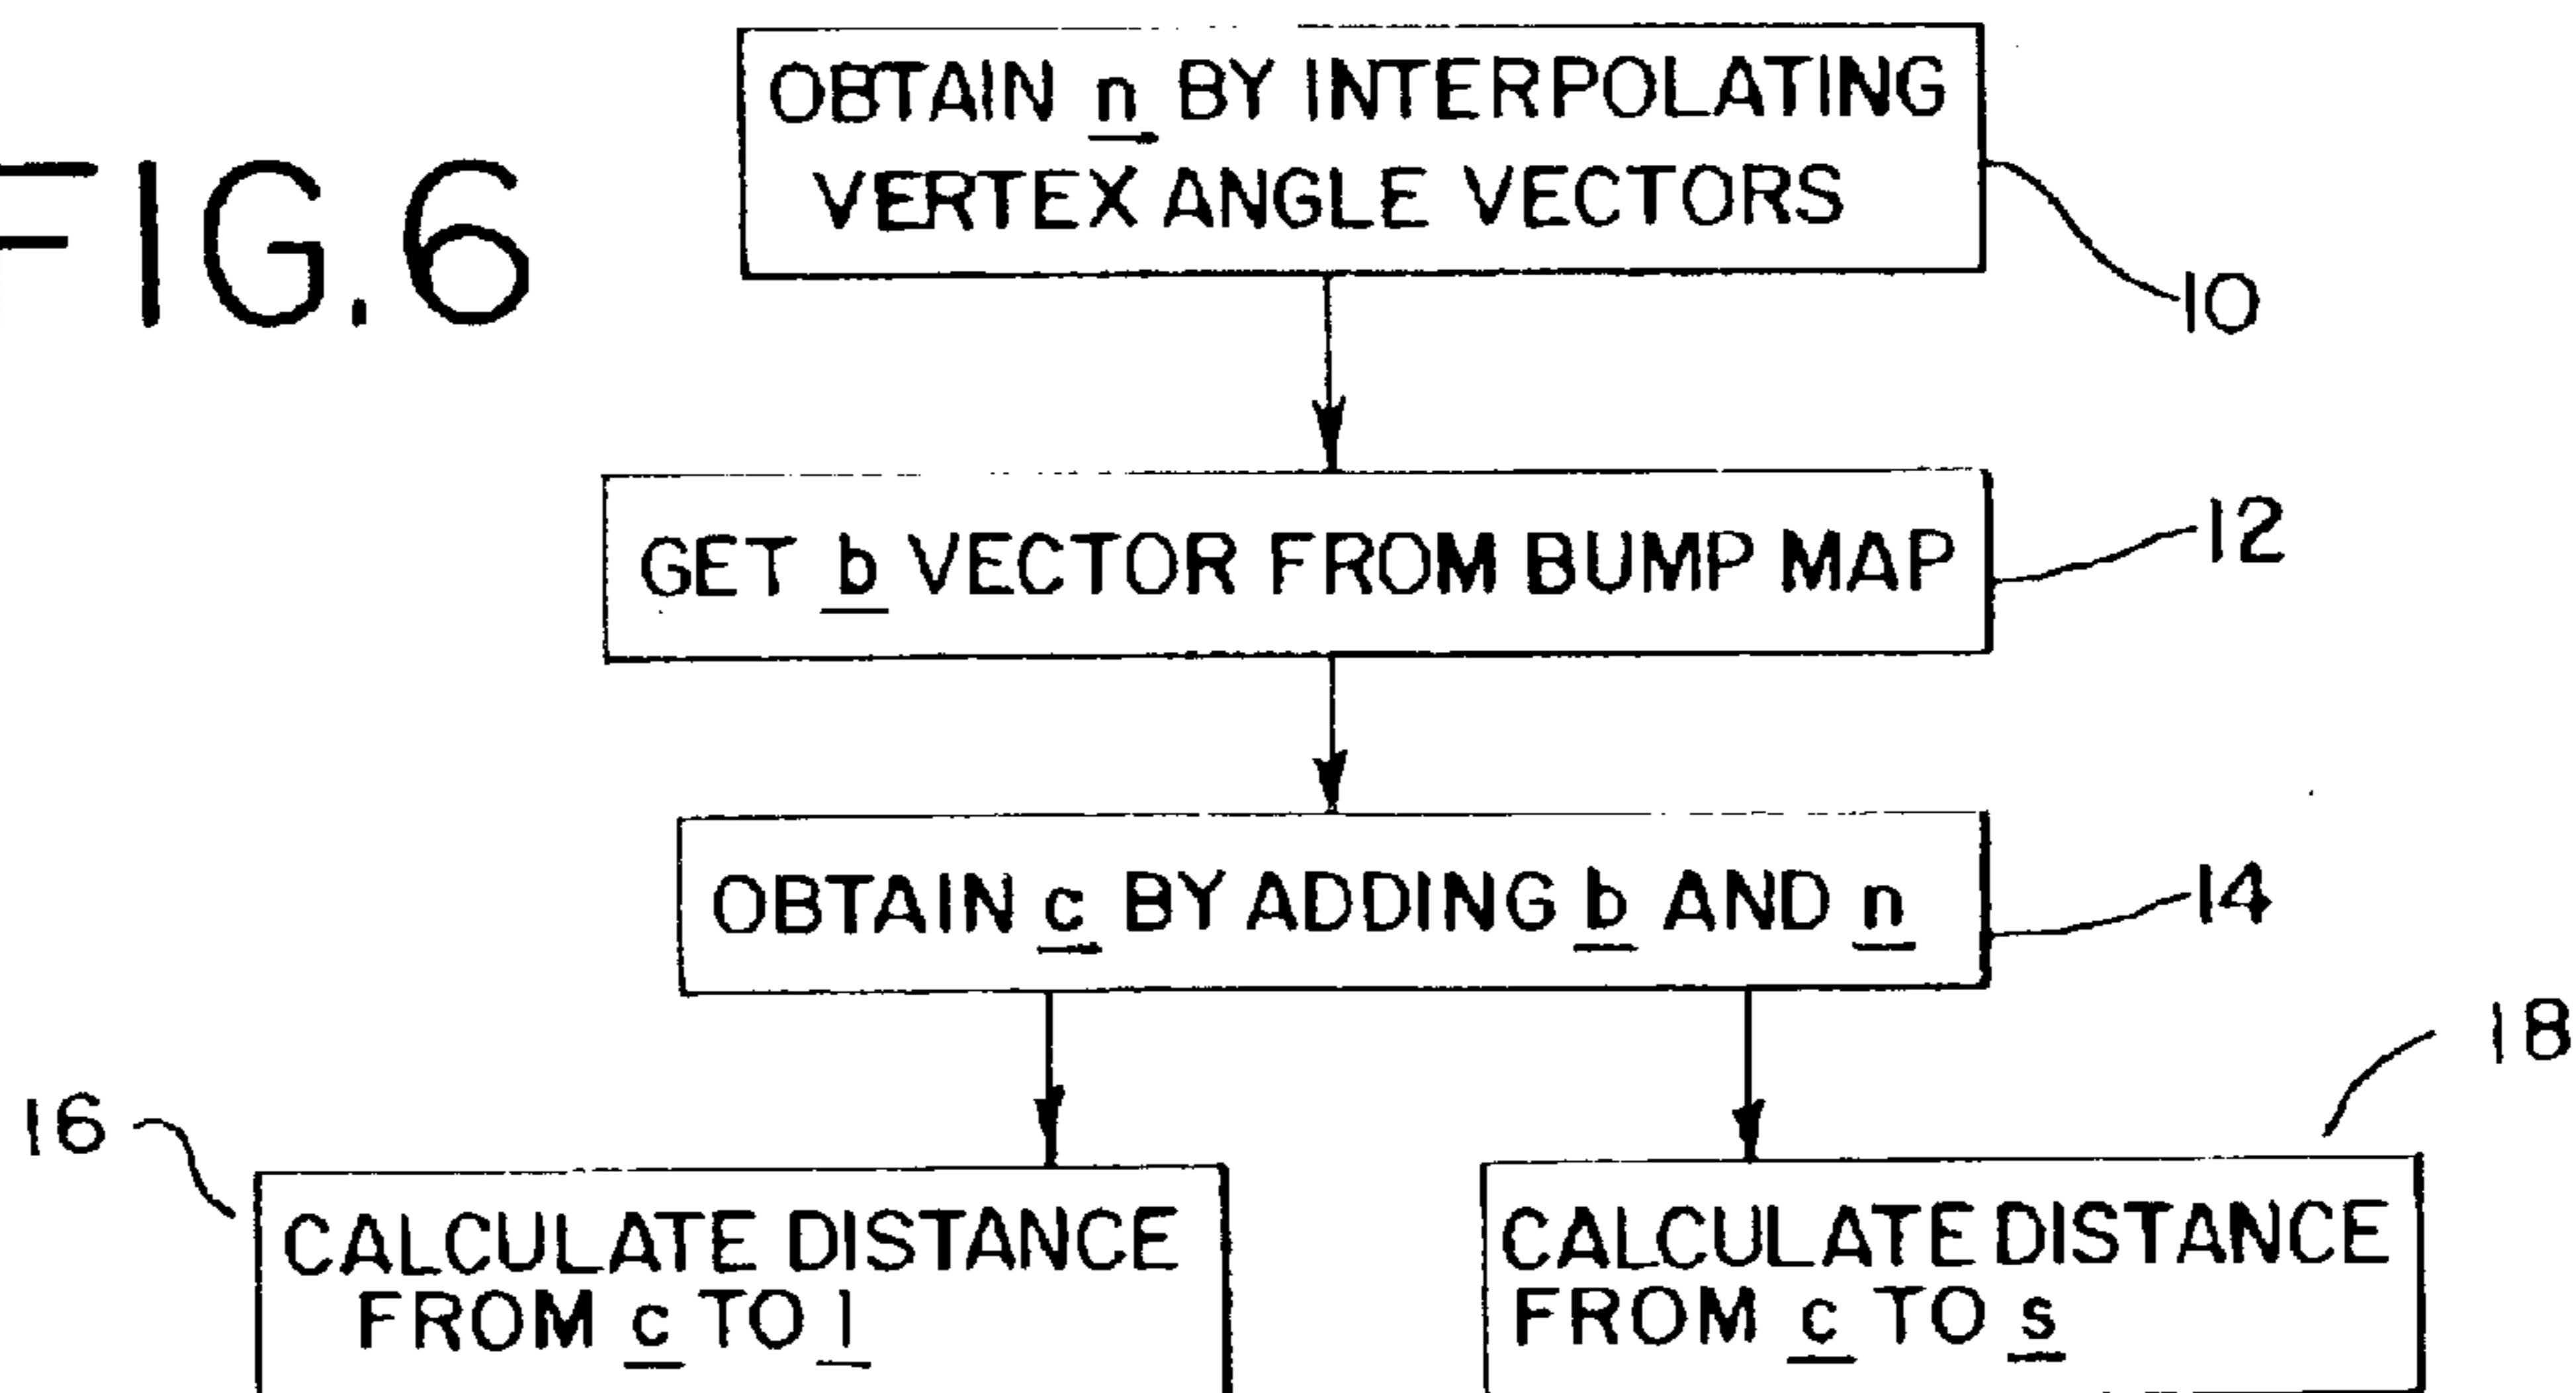 FIG.6
OBTAIN n BY INTERPOLATING
VERTEX ANGLE VECTORS
10
GET b VECTOR FROM BUMP MAP
12
OBTAIN c BY ADDING b AND n
14
16
18
CALCULATE DISTANCE
FROM c TO l
CALCULATE DISTANCE
FROM c TO s